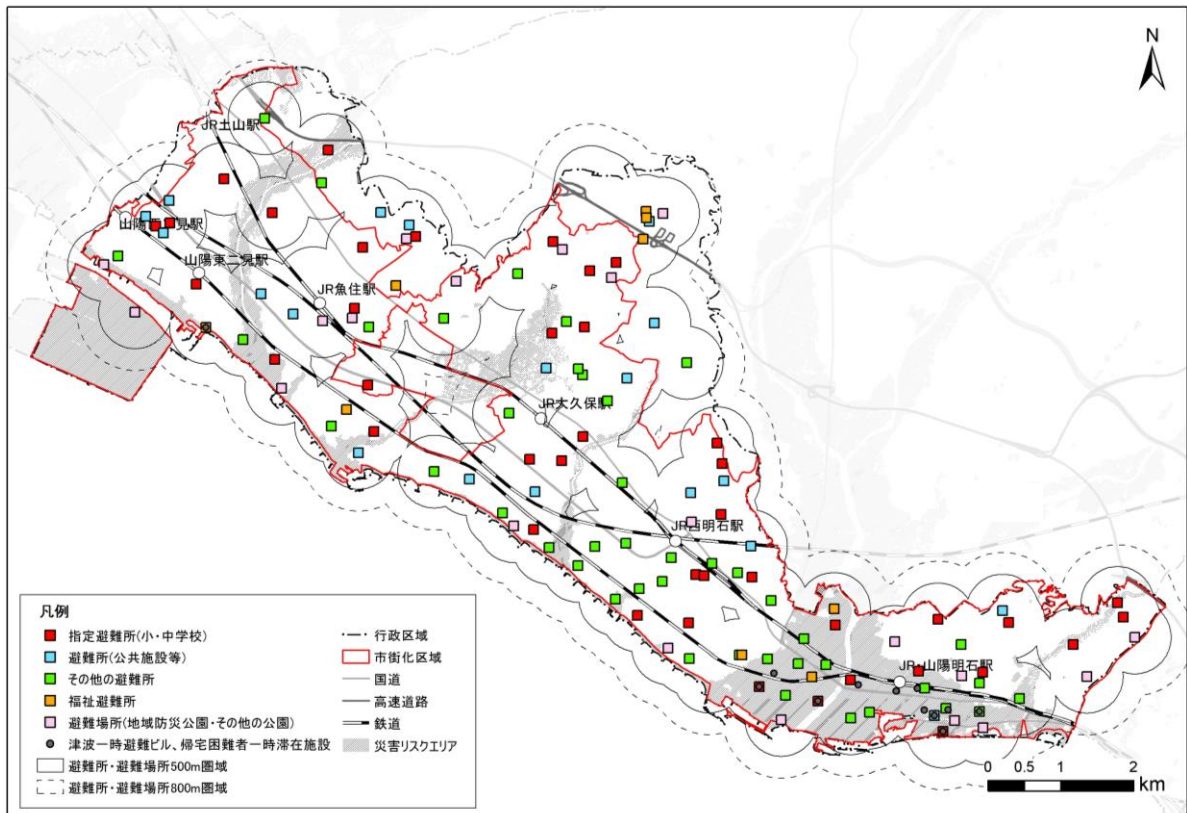 N
JR土山駅
山陽西二見駅
山陽東二見駅
JR魚住駅
JR大久保駅
JR西明石駅
JR・山陽明石駅
凡例
指定避難所(小・中学校)
避難所(公共施設等)
その他の避難所
福祉避難所
避難場所(地域防災公園・その他の公園)
津波一時避難ビル、帰宅困難者一時滞在施設
避難所・避難場所500m圏域
避難所・避難場所800m圏域
行政区域
市街化区域
国道
高速道路
鉄道
災害リスクエリア
0 0.5 1 2
km